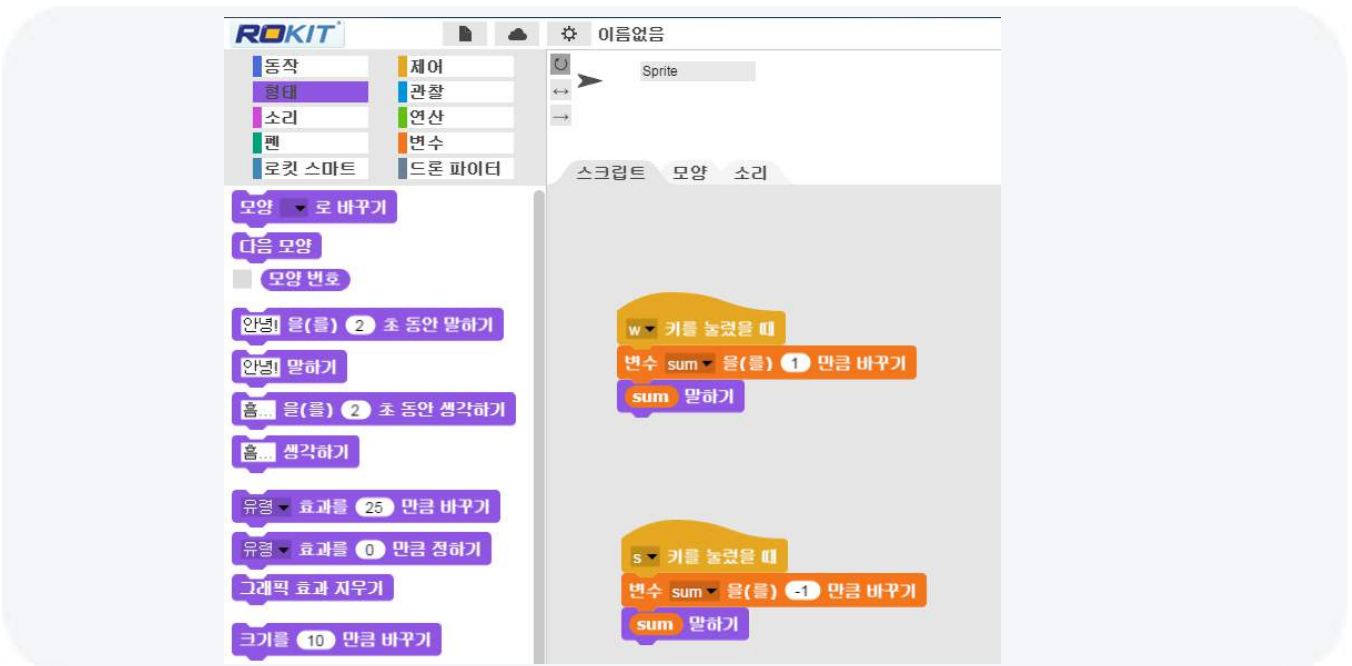 ROKIT
이름없음
동작
제어
형태
관찰
소리
연산
펜
변수
로킷 스마트
드론 파이터
Sprite
스크립트
모양
소리
모양 로 바꾸기
다음 모양
모양 번호
안녕! 을(를) 2 초 동안 말하기
안녕! 말하기
흠... 을(를) 2 초 동안 생각하기
흠... 생각하기
유령 효과를 25 만큼 바꾸기
유령 효과를 0 만큼 정하기
그래픽 효과 지우기
크기를 10 만큼 바꾸기
w 키를 눌렀을 때
변수 sum 을(를) 1 만큼 바꾸기
sum 말하기
s 키를 눌렀을 때
변수 sum 을(를) -1 만큼 바꾸기
sum 말하기